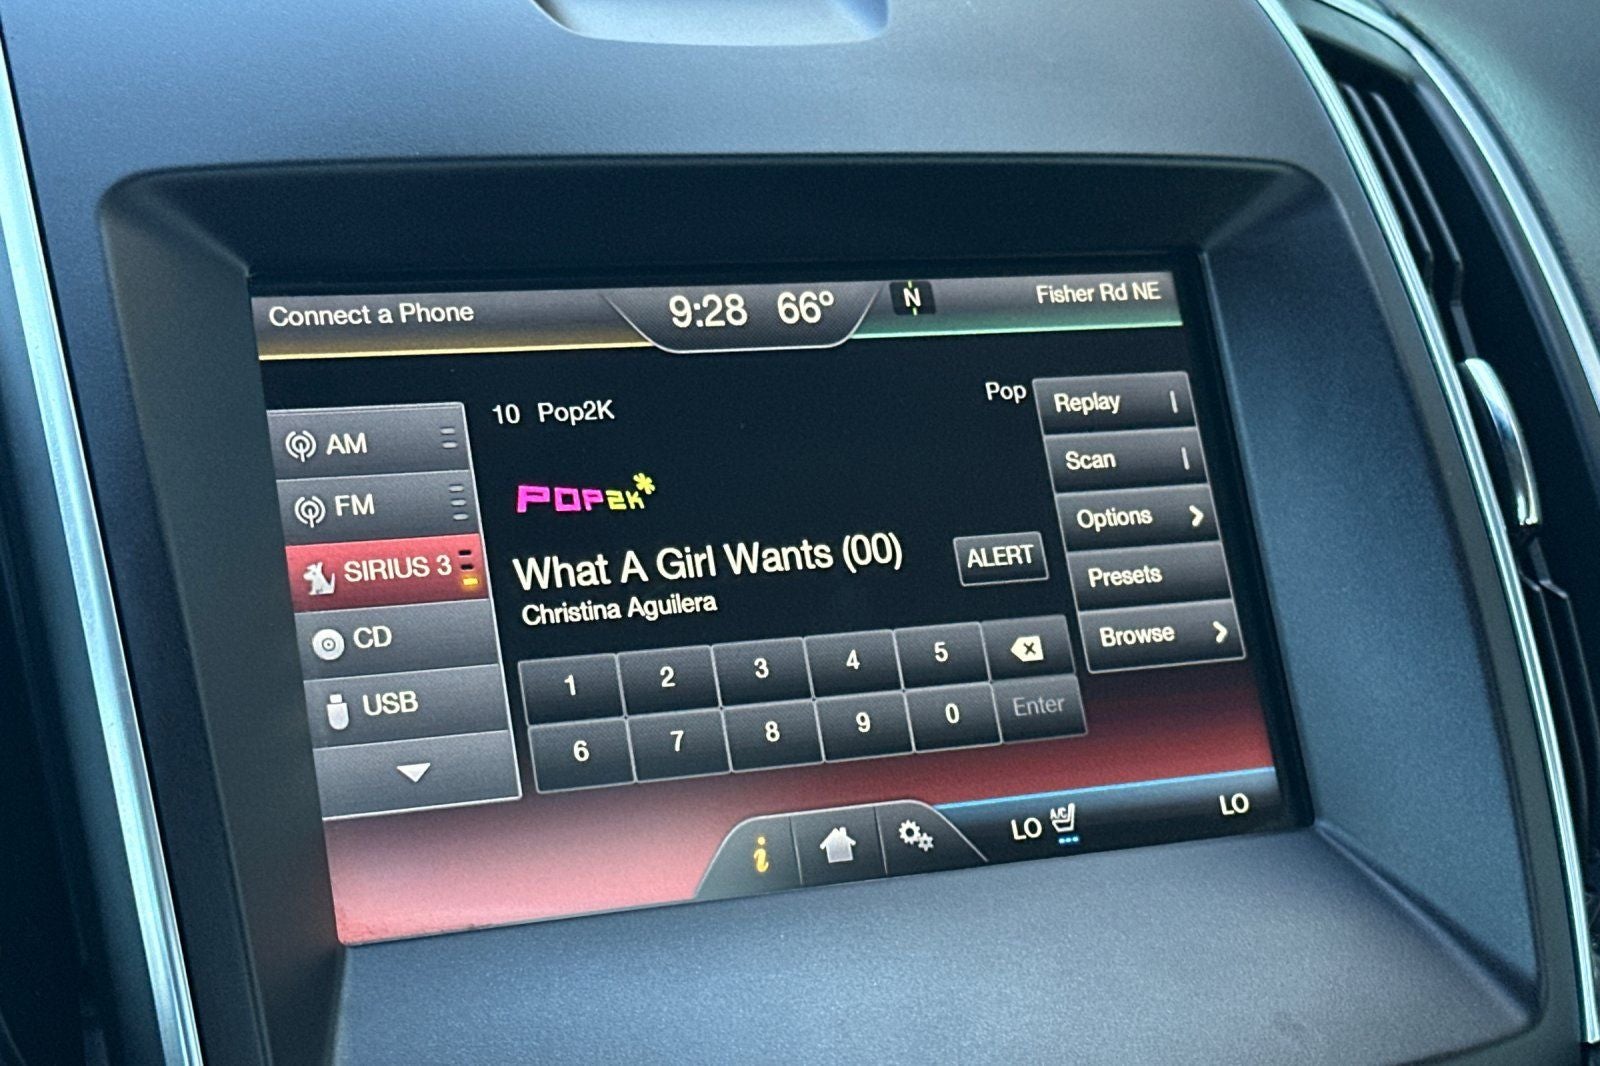 Connect a Phone
9:28 66°
N
Fisher Rd NE
AM
FM
SIRIUS 3
CD
USB
10 Pop2K
Pop
POP2K*
What A Girl Wants (00)
Christina Aguilera
ALERT
1 2 3 4 5
6 7 8 9 0 Enter
Replay
Scan
Options
Presets
Browse
i
LO A/C
LO